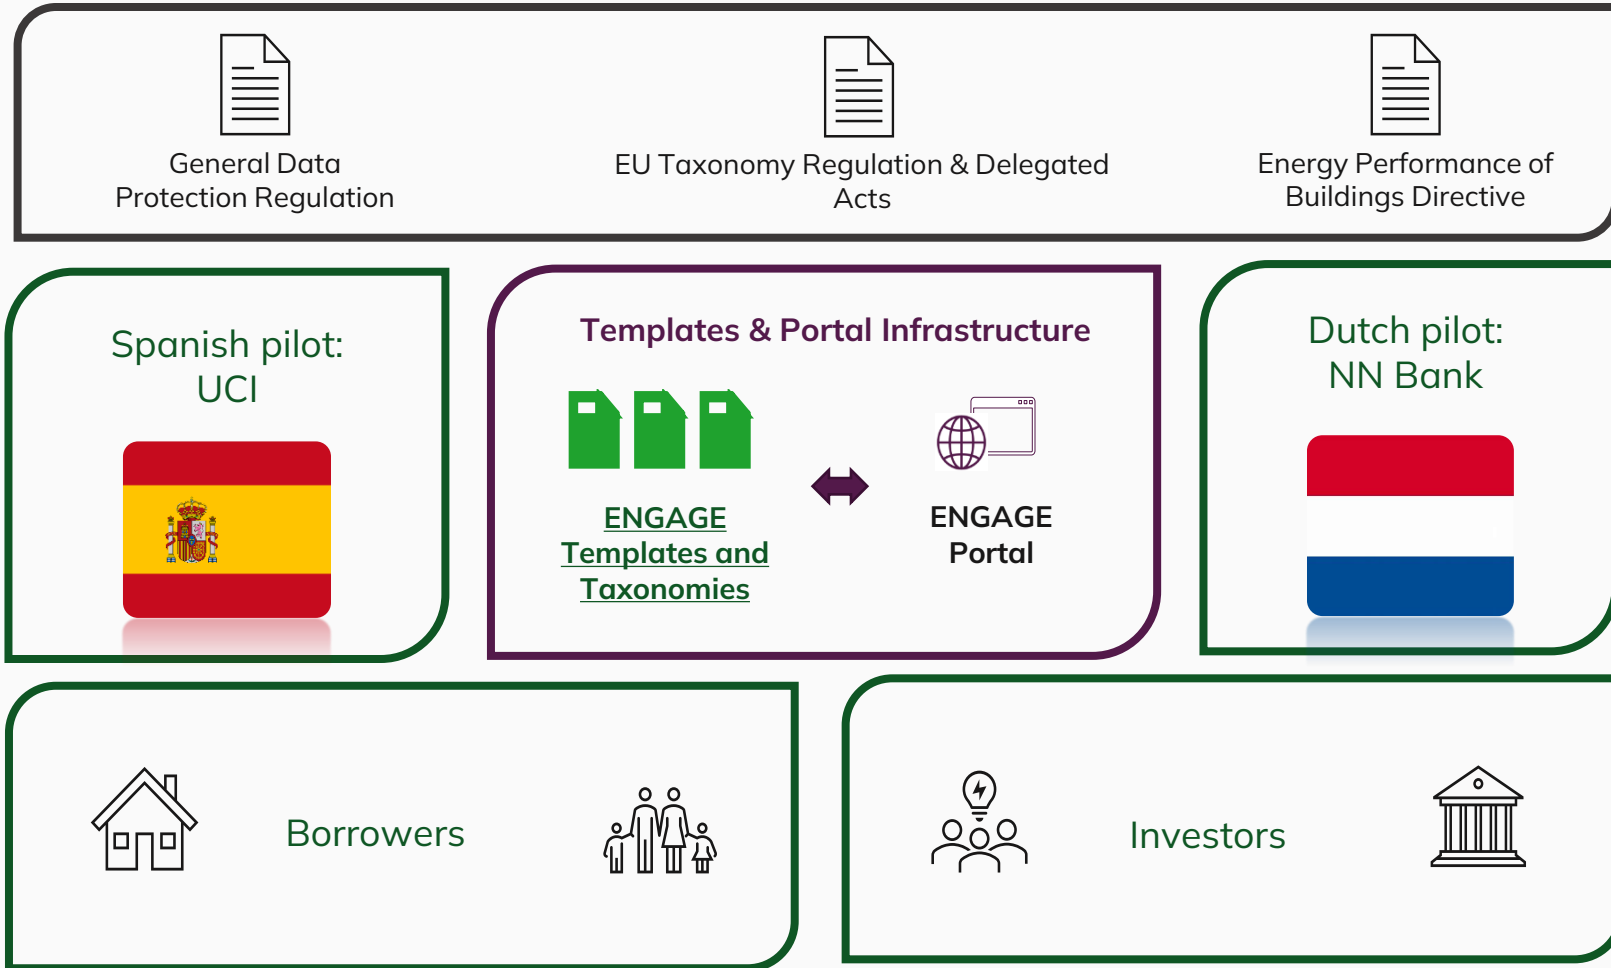 General Data
Protection Regulation
EU Taxonomy Regulation & Delegated
Acts
Energy Performance of
Buildings Directive
Spanish pilot:
UCI
Templates & Portal Infrastructure
ENGAGE
Templates and
Taxonomies
ENGAGE
Portal
Dutch pilot:
NN Bank
Borrowers
Investors